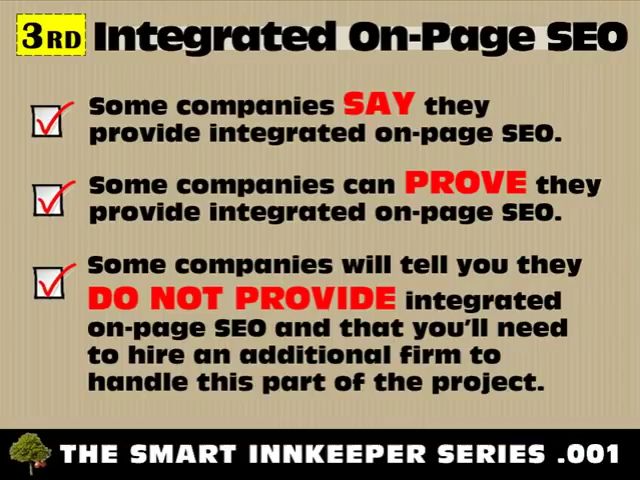 3RD Integrated On-Page SEO
Some companies SAY they
provide integrated on-page SEO.
Some companies can PROVE they
provide integrated on-page SEO.
Some companies will tell you they
DO NOT PROVIDE integrated
on-page SEO and that you'll need
to hire an additional firm to
handle this part of the project.
THE SMART INNKEEPER SERIES .001